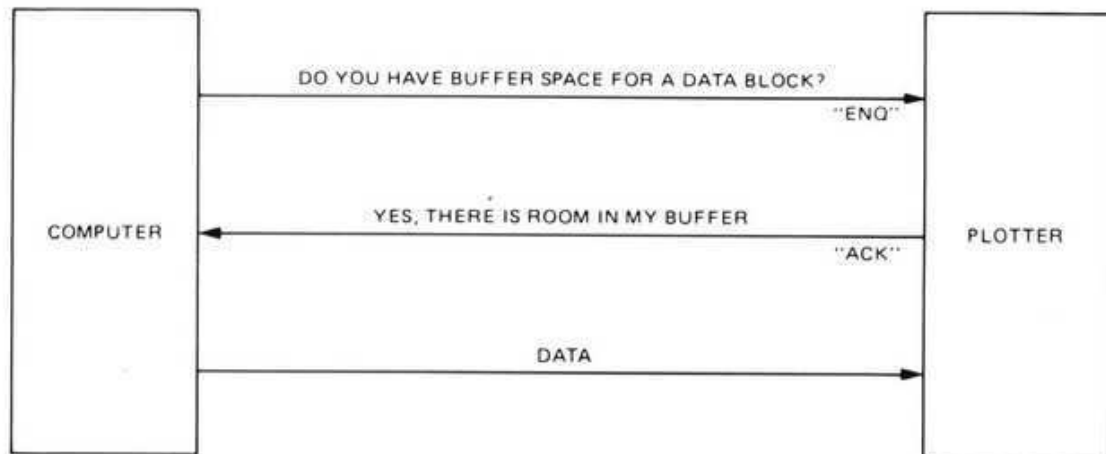 DO YOU HAVE BUFFER SPACE FOR A DATA BLOCK?
"ENQ"
YES, THERE IS ROOM IN MY BUFFER
COMPUTER
PLOTTER
"ACK"
DATA